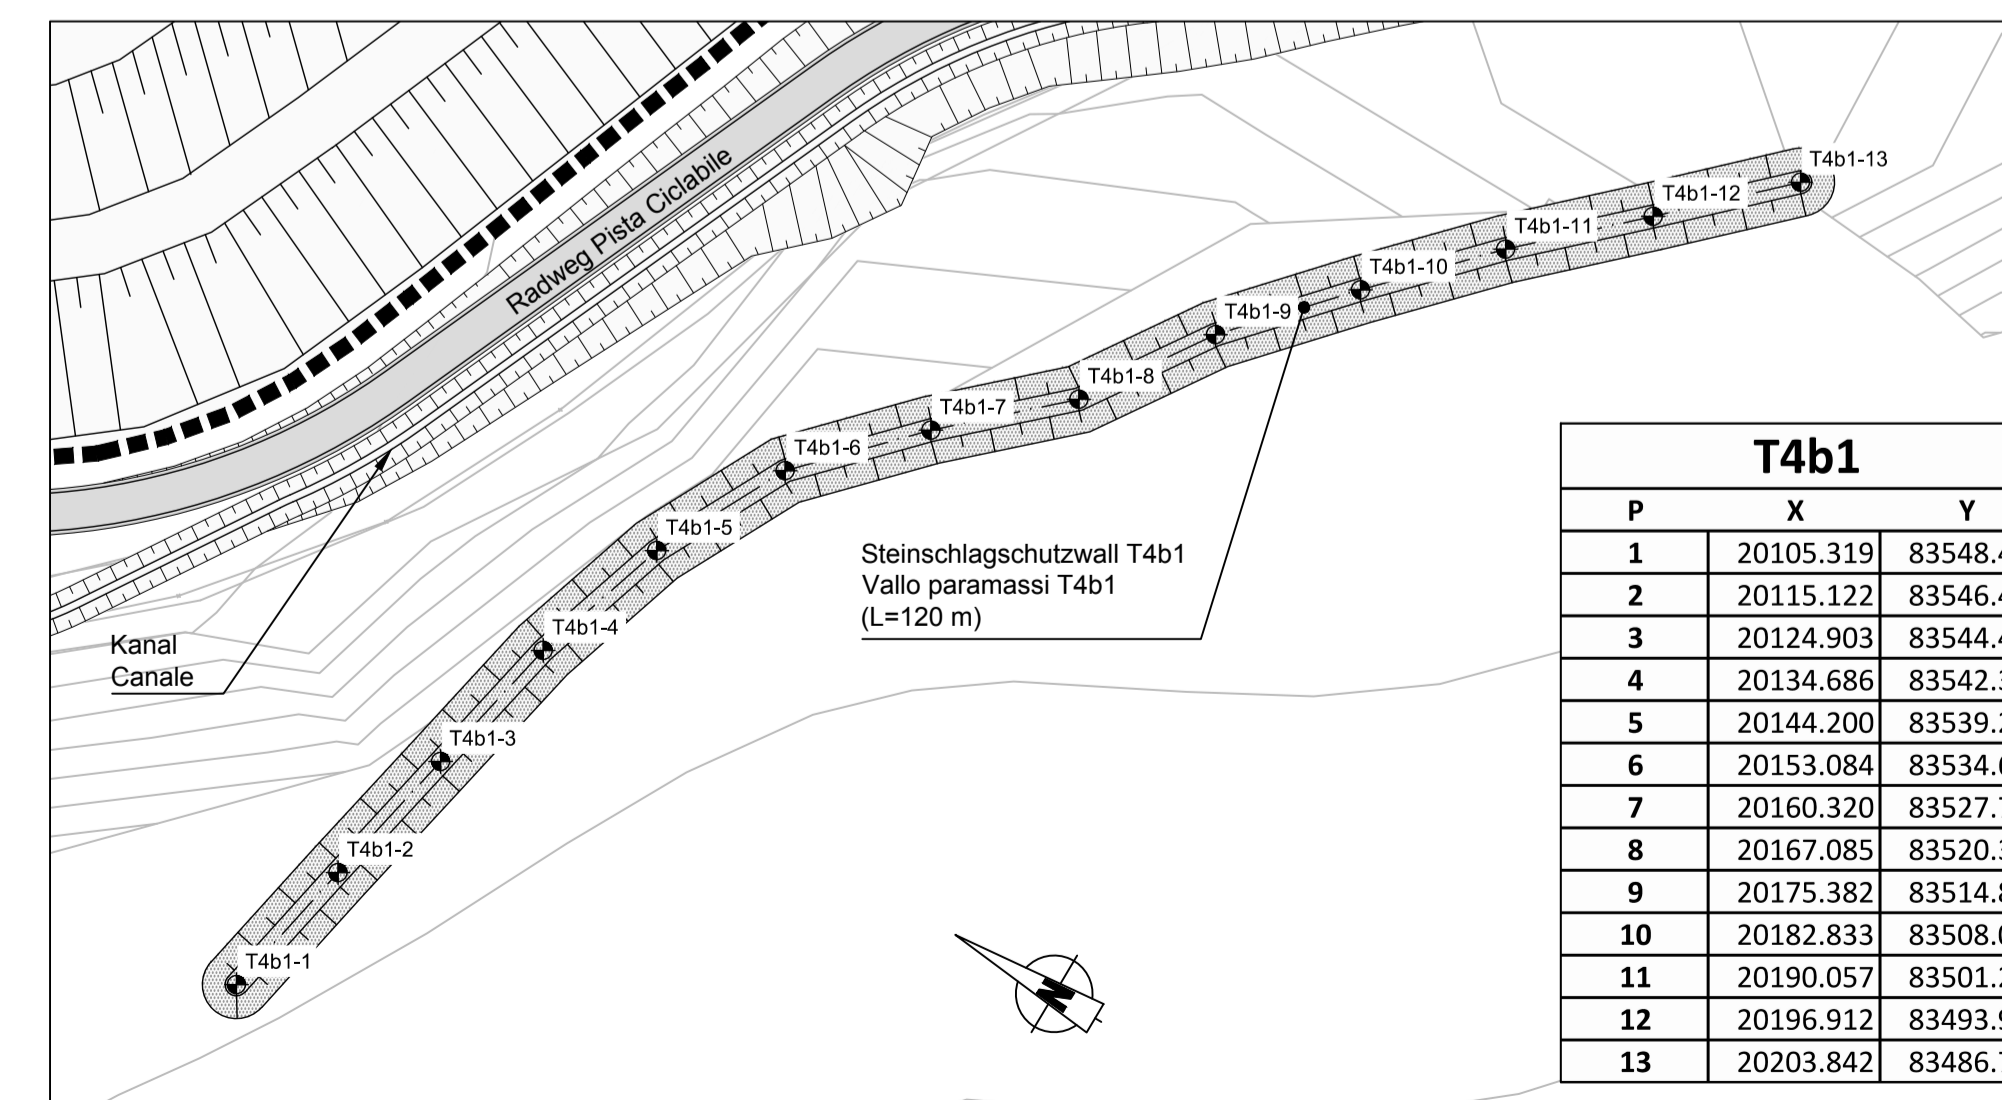 Radweg Pista Ciclabile
T4b1-13
T4b1-12
T4b1-11
T4b1-10
T4b1-9
T4b1-8
T4b1-7
T4b1-6
T4b1-5
T4b1-4
T4b1-3
T4b1-2
T4b1-1
Steinschlagschutzwall T4b1
Vallo paramassi T4b1
(L=120 m)
Kanal
Canale
N
T4b1
P X Y
1 20105.319
2 20115.122
3 20124.903
4 20134.686
5 20144.200
6 20153.084
7 20160.320
8 20167.085
9 20175.382
10 20182.833
11 20190.057
12 20196.912
13 20203.842